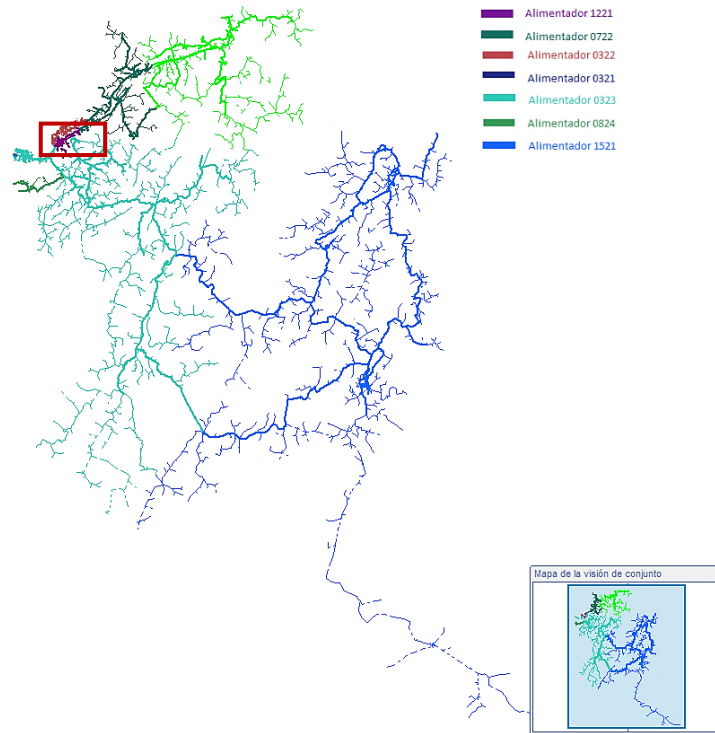 Alimentador 1221
Alimentador 0722
Alimentador 0322
Alimentador 0321
Alimentador 0323
Alimentador 0824
Alimentador 1521
Mapa de la visión de conjunto